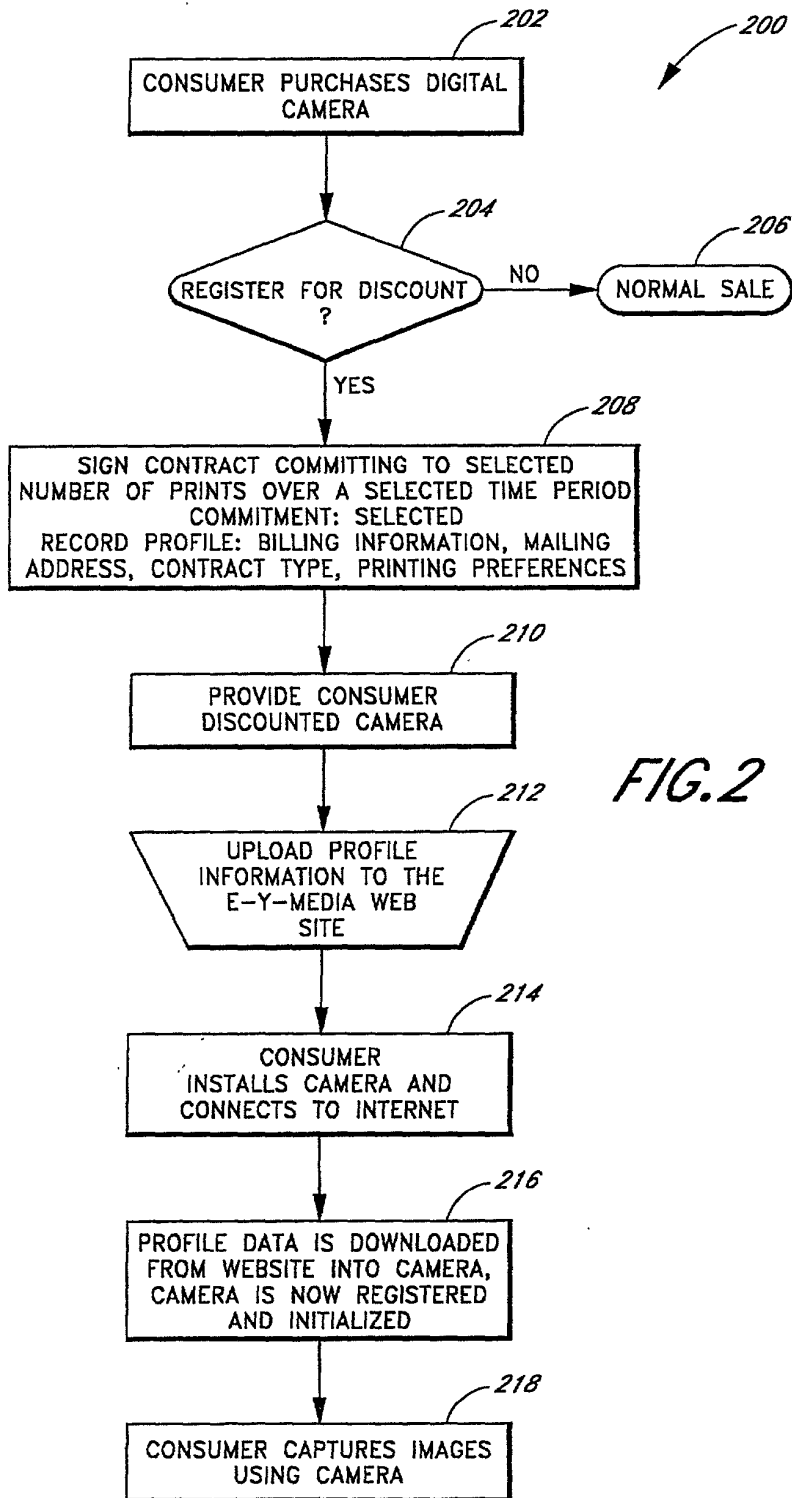 202
200
CONSUMER PURCHASES DIGITAL
CAMERA
204
206
REGISTER FOR DISCOUNT
?
NO
NORMAL SALE
YES
208
SIGN CONTRACT COMMITTING TO SELECTED
NUMBER OF PRINTS OVER A SELECTED TIME PERIOD
COMMITMENT: SELECTED
RECORD PROFILE: BILLING INFORMATION, MAILING
ADDRESS, CONTRACT TYPE, PRINTING PREFERENCES
210
PROVIDE CONSUMER
DISCOUNTED CAMERA
FIG.2
212
UPLOAD PROFILE
INFORMATION TO THE
E-Y-MEDIA WEB
SITE
214
CONSUMER
INSTALLS CAMERA AND
CONNECTS TO INTERNET
216
PROFILE DATA IS DOWNLOADED
FROM WEBSITE INTO CAMERA,
CAMERA IS NOW REGISTERED
AND INITIALIZED
218
CONSUMER CAPTURES IMAGES
USING CAMERA